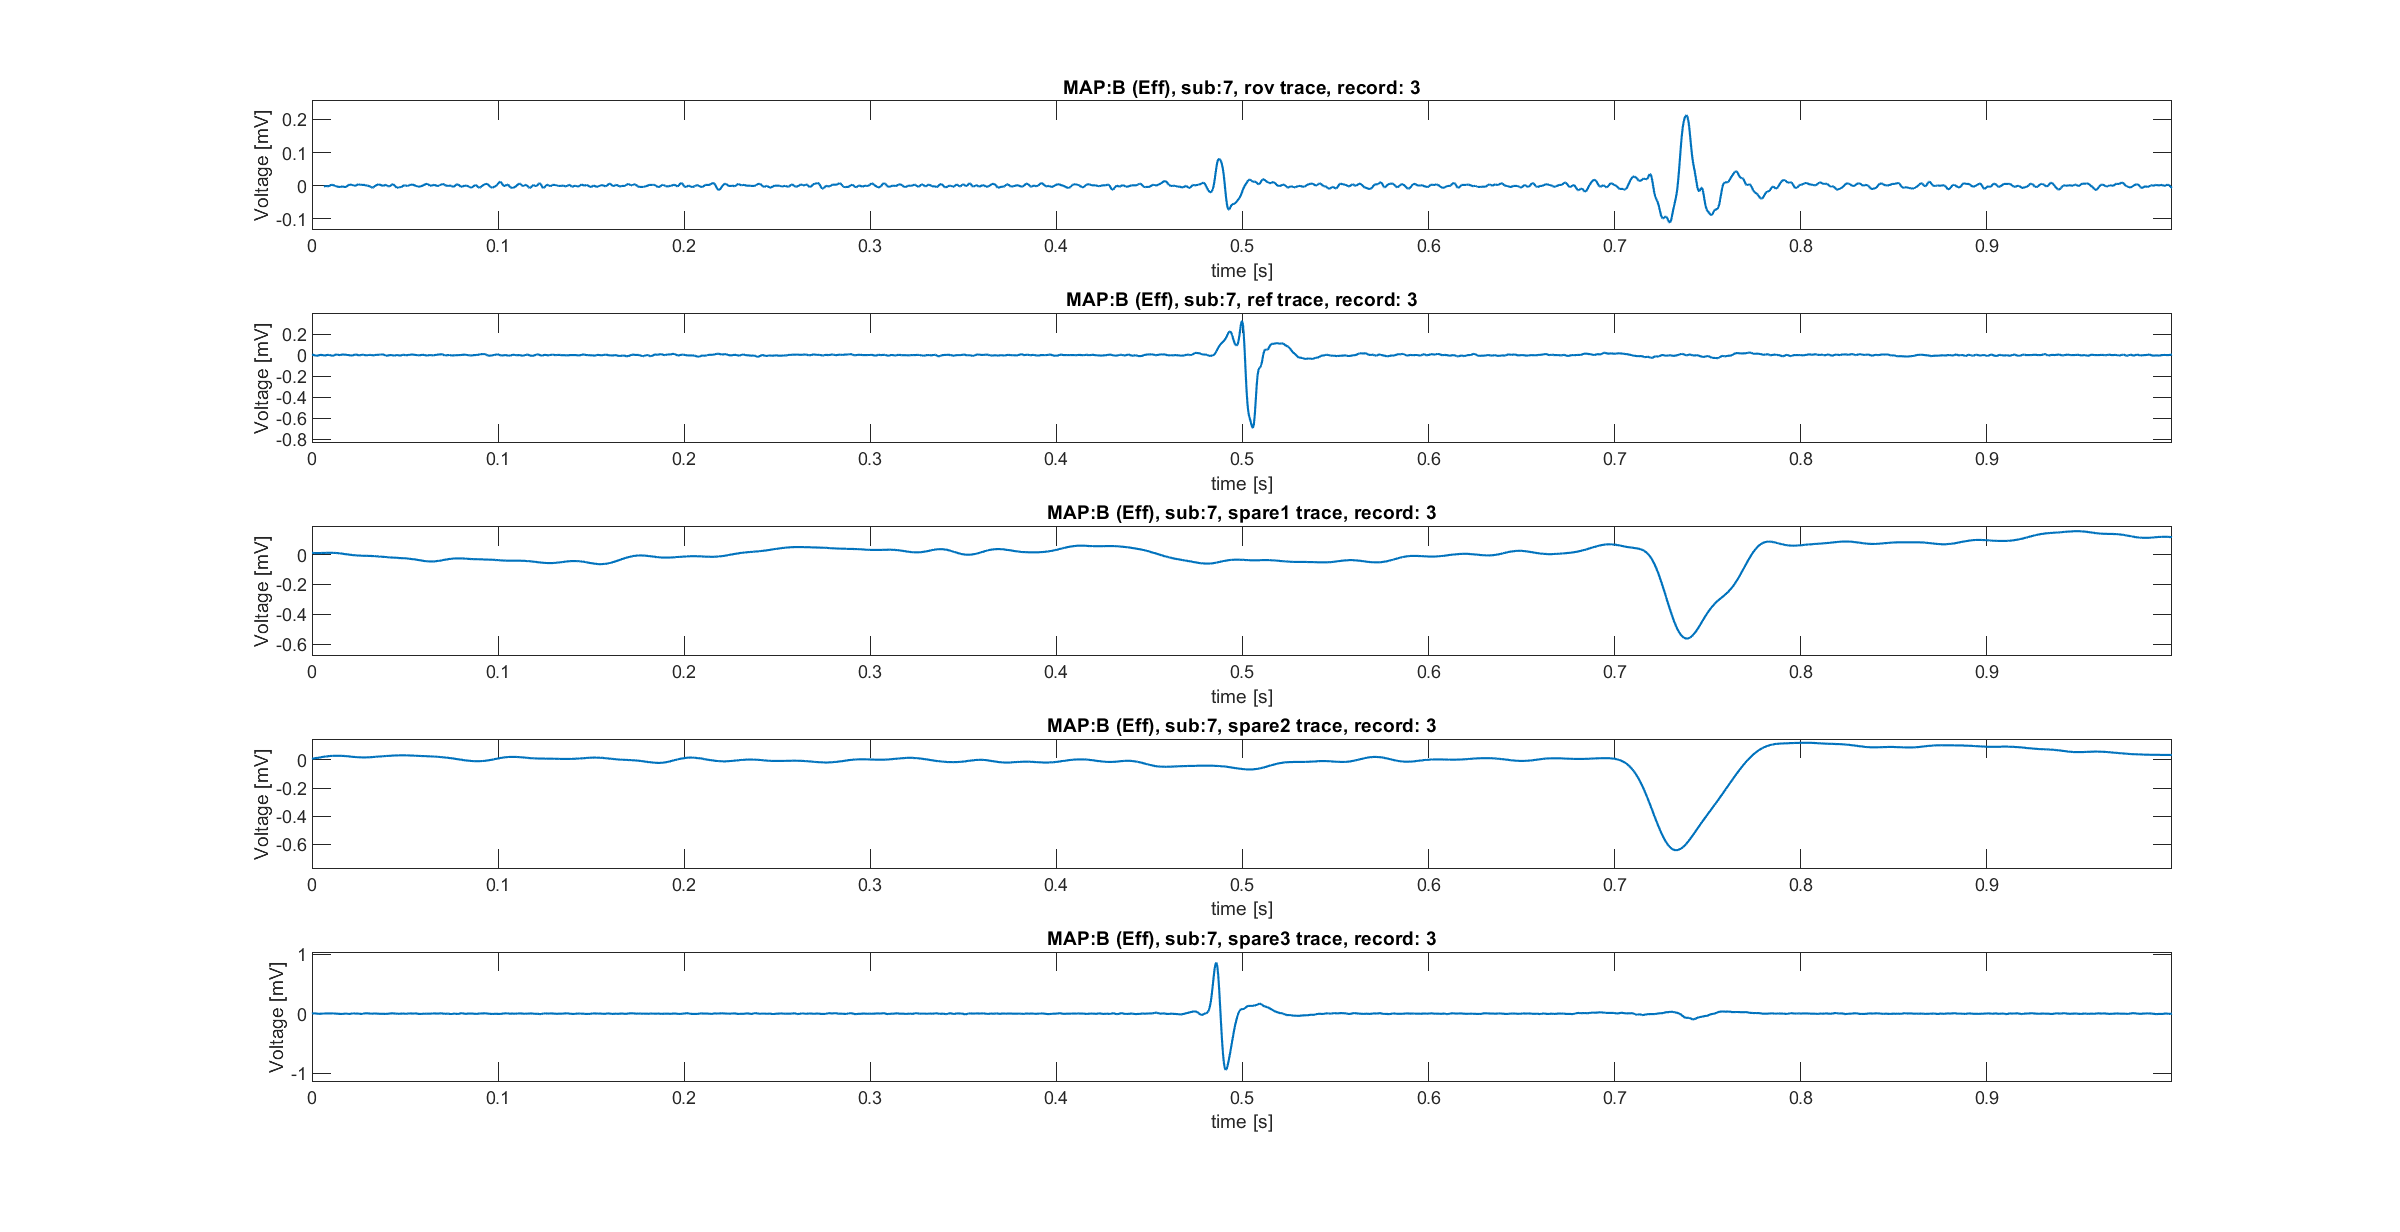 MAP:B (Eff), sub:7, rov trace, record: 3
Voltage [mV]
0.2
0.1
0
-0.1
0 0.1 0.2 0.3 0.4 0.5 0.6 0.7 0.8 0.9
time [s]
MAP:B (Eff), sub:7, ref trace, record: 3
Voltage [mV]
0.2
0
-0.2
-0.4
-0.6
-0.8
0 0.1 0.2 0.3 0.4 0.5 0.6 0.7 0.8 0.9
time [s]
MAP:B (Eff), sub:7, spare1 trace, record: 3
Voltage [mV]
0
-0.2
-0.4
-0.6
0 0.1 0.2 0.3 0.4 0.5 0.6 0.7 0.8 0.9
time [s]
MAP:B (Eff), sub:7, spare2 trace, record: 3
Voltage [mV]
0
-0.2
-0.4
-0.6
0 0.1 0.2 0.3 0.4 0.5 0.6 0.7 0.8 0.9
time [s]
MAP:B (Eff), sub:7, spare3 trace, record: 3
Voltage [mV]
1
0
-1
0 0.1 0.2 0.3 0.4 0.5 0.6 0.7 0.8 0.9
time [s]